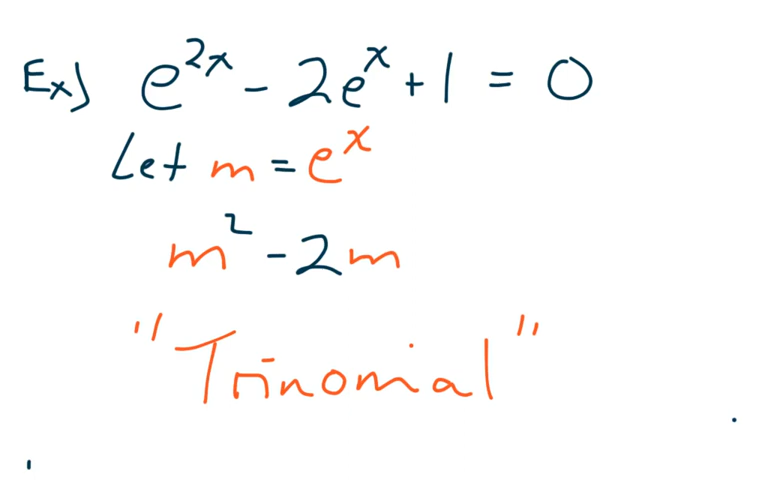 Ex) e^{2x} - 2e^x + 1 = 0
Let m = e^x
m^2 - 2m
"Trinomial"